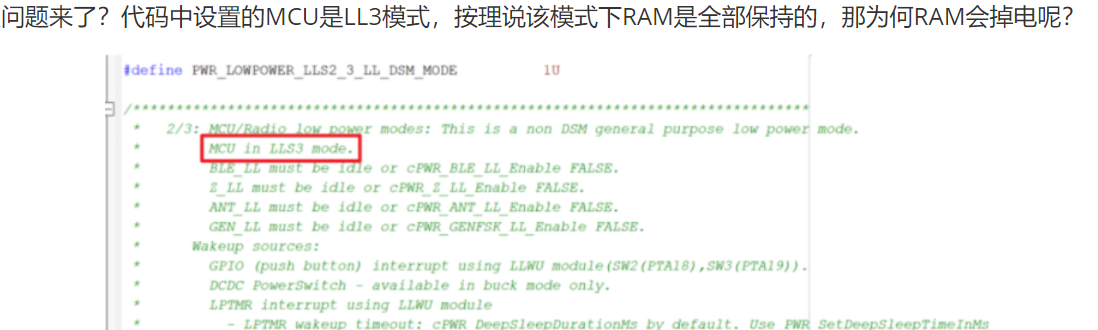 问题来了？代码中设置的MCU是LL3模式，按理说该模式下RAM是全部保持的，那为何RAM会掉电呢？
#define PWR_LOWPOWER_LLS2_3_LL_DSM_MODE 1U
/*******************************************************************************
* 2/3: MCU/Radio low power modes: This is a non DSM general purpose low power mode.
* MCU in LLS3 mode.
* BLE_LL must be idle or cPWR_BLE_LL_Enable FALSE.
* Z_LL must be idle or cPWR_Z_LL_Enable FALSE.
* ANT_LL must be idle or cPWR_ANT_LL_Enable FALSE.
* GEN_LL must be idle or cPWR_GENFSK_LL_Enable FALSE.
* Wakeup sources:
* GPIO (push button) interrupt using LLWU module(SW2(PTA18),SW3(PTA19)).
* DCDC PowerSwitch - available in buck mode only.
* LPTMR interrupt using LLWU module
* - LPTMR wakeup timeout: cPWR_DeepSleepDurationMs by default. Use PWR_SetDeepSleepTimeInMs